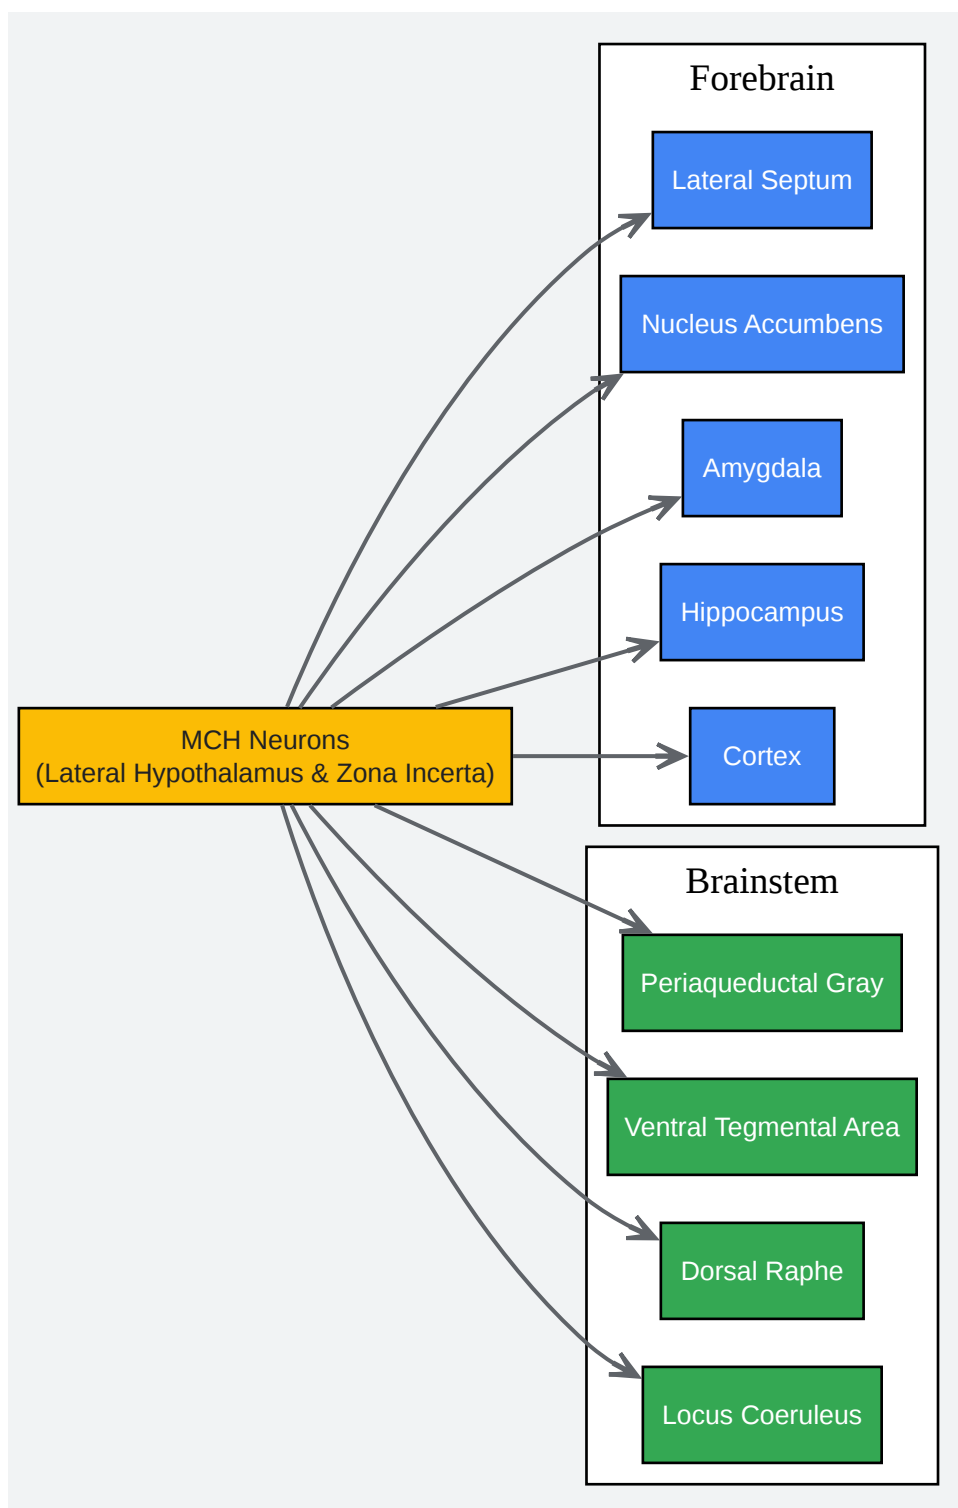 Forebrain
Lateral Septum
Nucleus Accumbens
Amygdala
Hippocampus
MCH Neurons
(Lateral Hypothalamus & Zona Incerta)
Cortex
Brainstem
Periaqueductal Gray
Ventral Tegmental Area
Dorsal Raphe
Locus Coeruleus